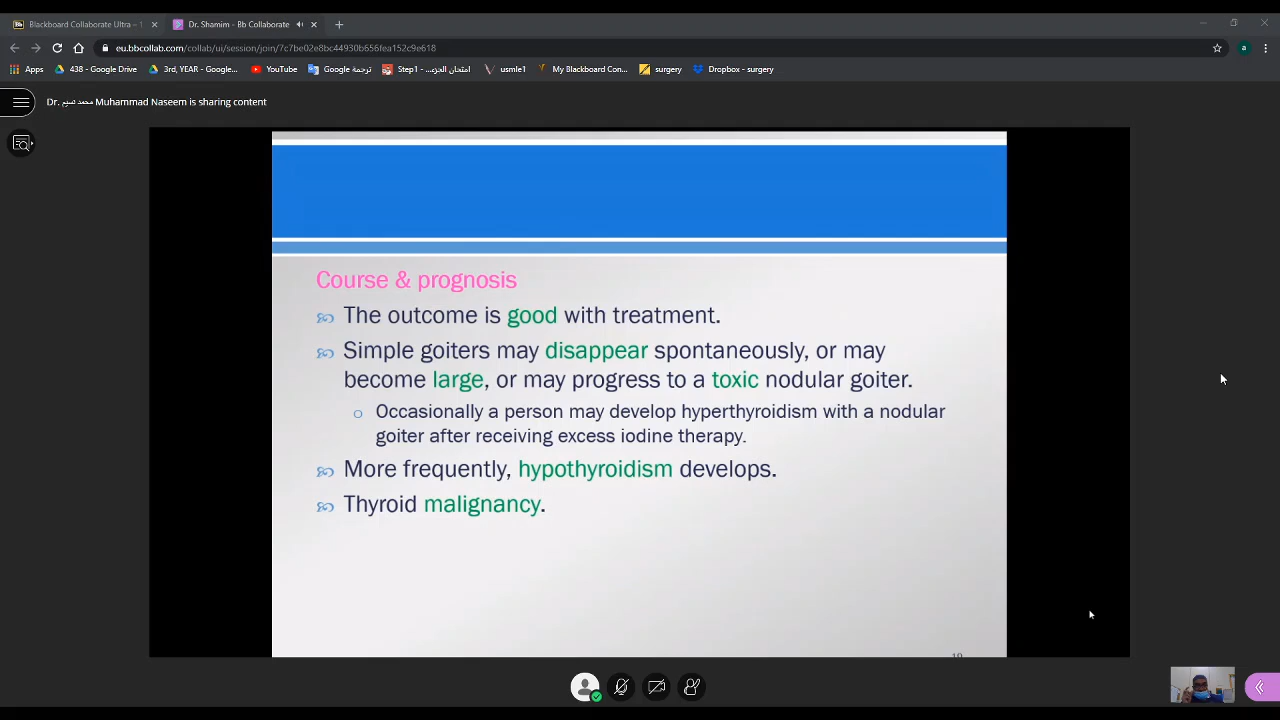 Blackboard Collaborate Ultra – 1
Dr. Shamim - Bb Collaborate
eu.bbcollab.com/collab/ui/session/join/7c7be02e8bc44930b656fea152c9e618
Apps
438 - Google Drive
3rd, YEAR - Google...
YouTube
Google ترجمة
Step1 - امتحان الجزء...
usmle1
My Blackboard Con...
surgery
Dropbox - surgery
Dr. محمد نسيم Muhammad Naseem is sharing content
Course & prognosis
The outcome is good with treatment.
Simple goiters may disappear spontaneously, or may
become large, or may progress to a toxic nodular goiter.
Occasionally a person may develop hyperthyroidism with a nodular
goiter after receiving excess iodine therapy.
More frequently, hypothyroidism develops.
Thyroid malignancy.